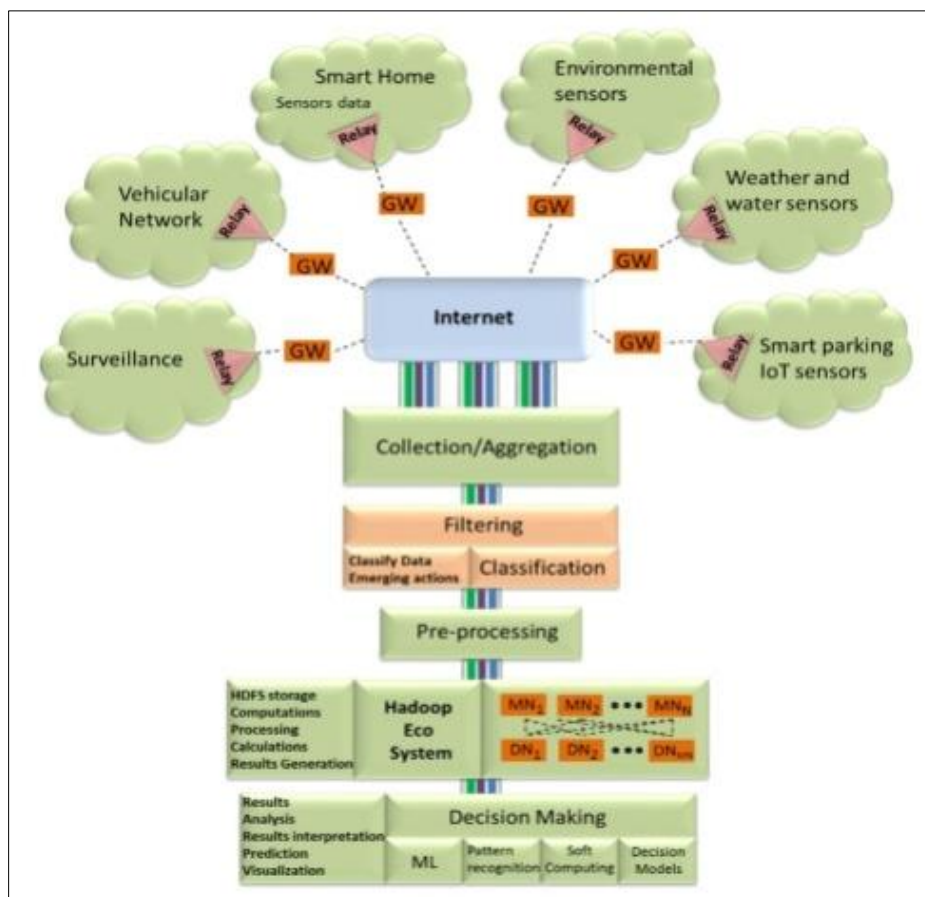 Smart Home
Sensors data
Relay
Environmental
sensors
Relay
Vehicular
Network
Relay
GW
GW
Weather and
water sensors
Relay
GW
GW
Internet
Surveillance
Relay
GW
GW
Relay
Smart parking
IoT sensors
Collection/Aggregation
Filtering
Classify Data
Emerging actions
Classification
Pre-processing
HDFS storage
Computations
Processing
Calculations
Results Generation
Hadoop
Eco
System
MN1 MN2 ••• MNN
DN1 DN2 ••• DN
Results
Analysis
Results interpretation
Prediction
Visualization
Decision Making
ML
Pattern
recognition
Soft
Computing
Decision
Models